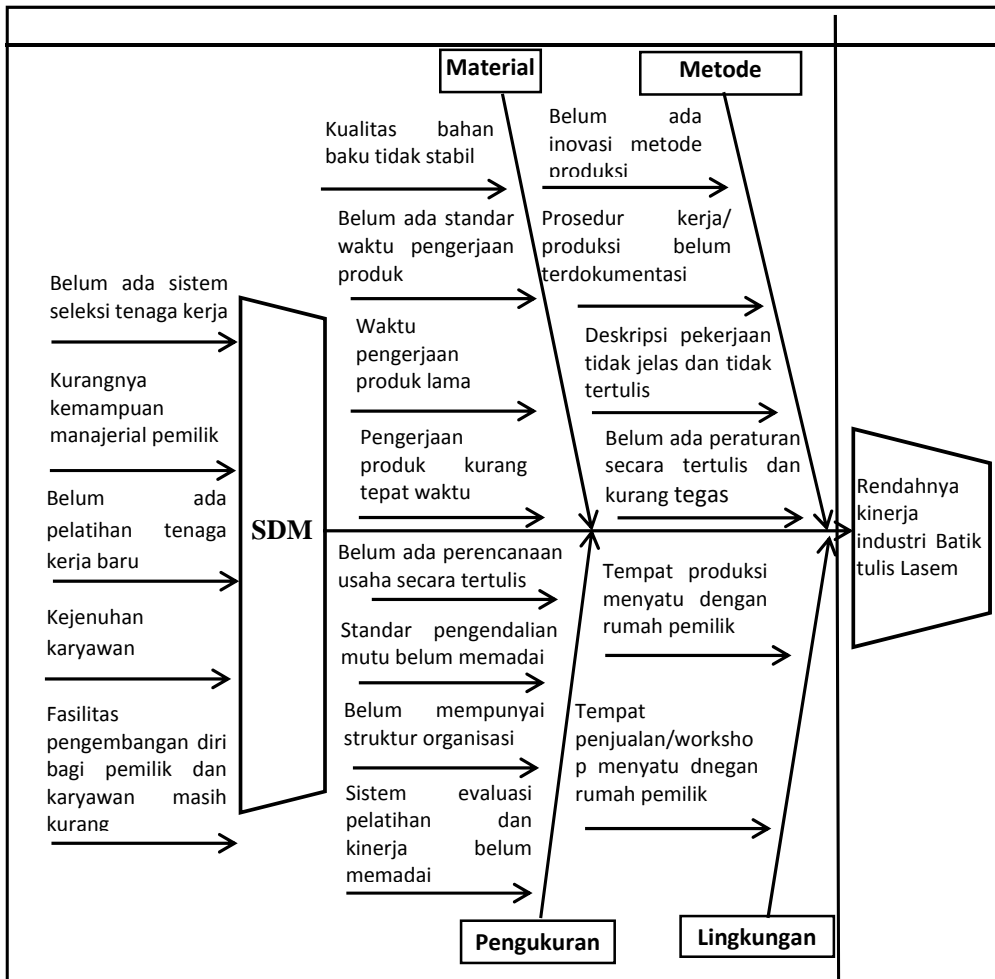 Material
Metode
Kualitas bahan
baku tidak stabil
Belum ada standar
waktu pengerjaan
produk
Waktu
pengerjaan
produk lama
Pengerjaan
produk kurang
tepat waktu
Belum ada
inovasi metode
produksi
Prosedur kerja/
produksi belum
terdokumentasi
Deskripsi pekerjaan
tidak jelas dan tidak
tertulis
Belum ada peraturan
secara tertulis dan
kurang tegas
Belum ada sistem
seleksi tenaga kerja
Kurangnya
kemampuan
manajerial pemilik
Belum ada
pelatihan tenaga
kerja baru
Kejenuhan
karyawan
Fasilitas
pengembangan diri
bagi pemilik dan
karyawan masih
kurang
SDM
Rendahnya
kinerja
industri Batik
tulis Lasem
Belum ada perencanaan
usaha secara tertulis
Standar pengendalian
mutu belum memadai
Belum mempunyai
struktur organisasi
Sistem evaluasi
pelatihan dan
kinerja belum
memadai
Tempat produksi
menyatu dengan
rumah pemilik
Tempat
penjualan/worksho
p menyatu dnegan
rumah pemilik
Pengukuran
Lingkungan